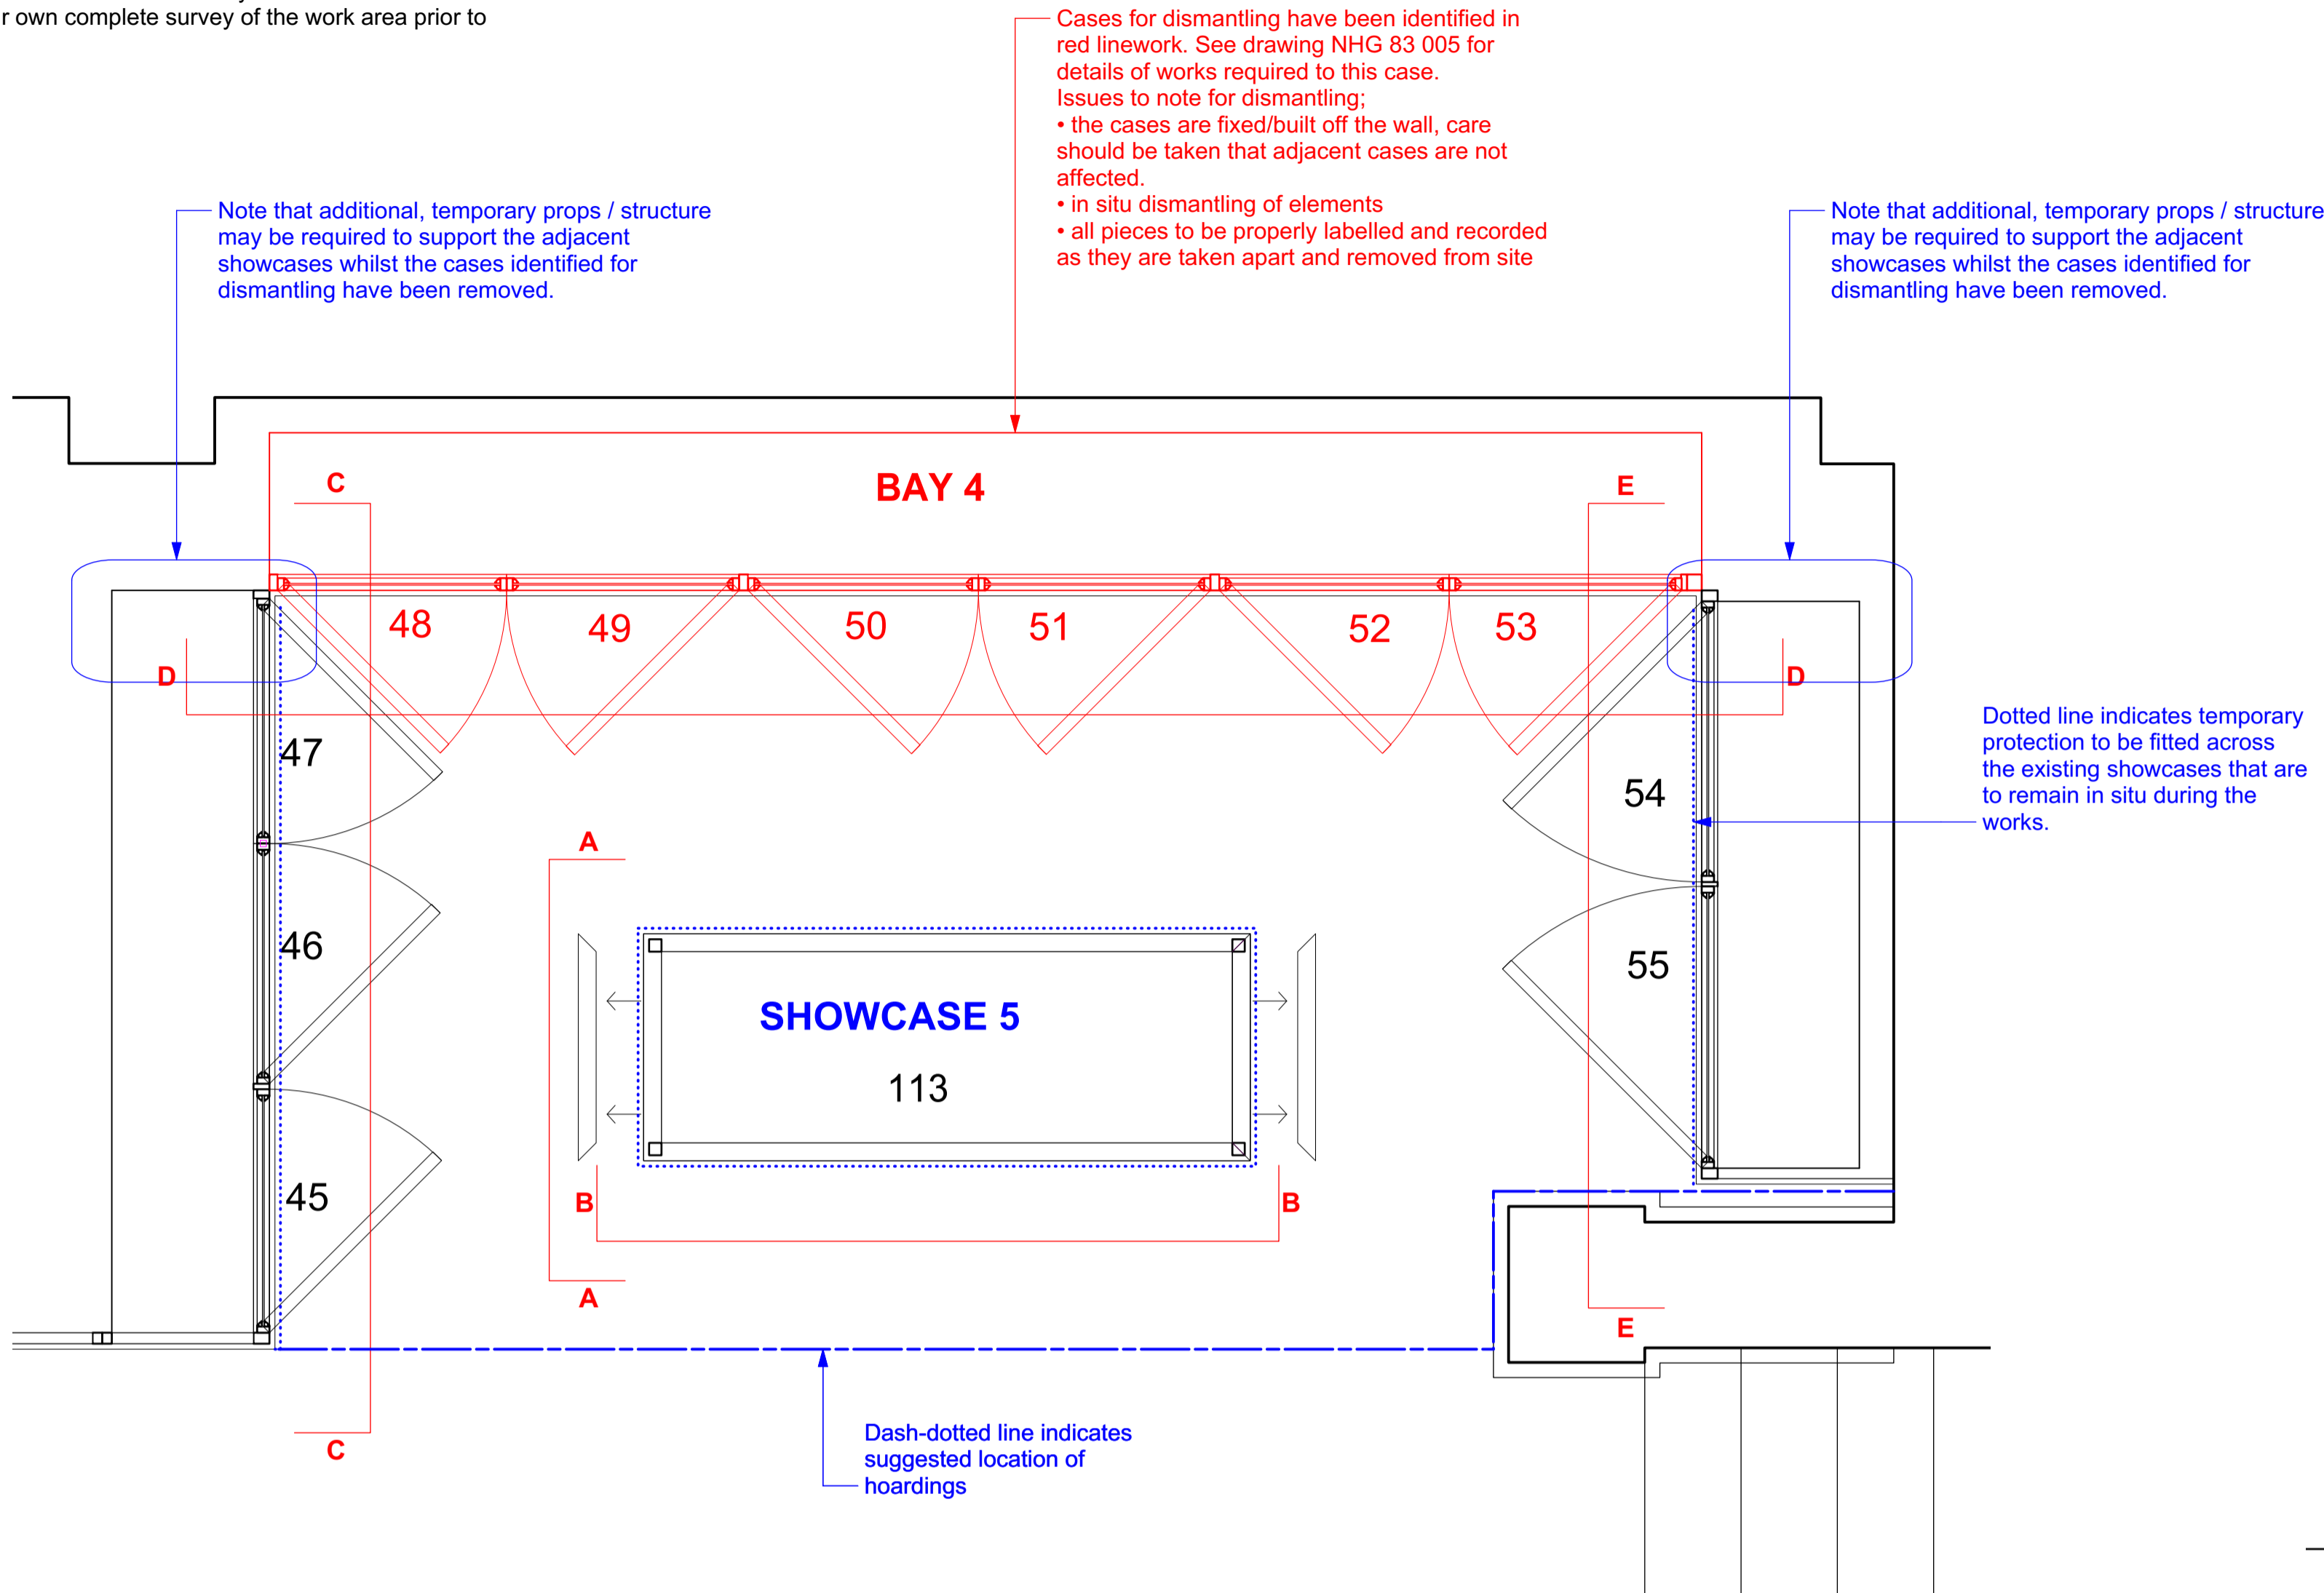 r own complete survey of the work area prior to
Cases for dismantling have been identified in
red linework. See drawing NHG 83 005 for
details of works required to this case.
Issues to note for dismantling;
• the cases are fixed/built off the wall, care
should be taken that adjacent cases are not
affected.
• in situ dismantling of elements
• all pieces to be properly labelled and recorded
as they are taken apart and removed from site
Note that additional, temporary props / structure
may be required to support the adjacent
showcases whilst the cases identified for
dismantling have been removed.
Note that additional, temporary props / structure
may be required to support the adjacent
showcases whilst the cases identified for
dismantling have been removed.
C
BAY 4
E
48
49
50
51
52
53
D
D
47
54
Dotted line indicates temporary
protection to be fitted across
the existing showcases that are
to remain in situ during the
works.
A
46
55
SHOWCASE 5
113
45
B
B
A
E
C
Dash-dotted line indicates
suggested location of
hoardings